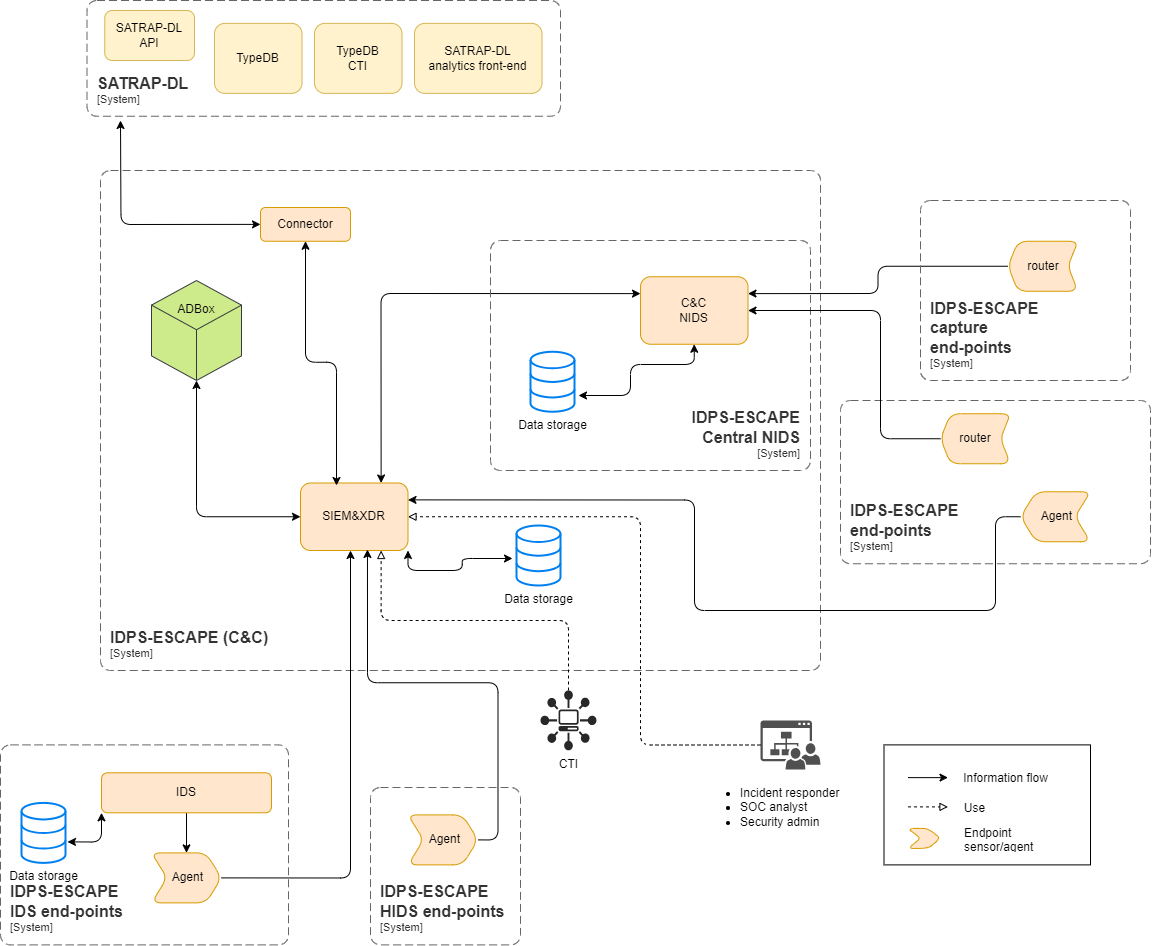 SATRAP-DL
API
TypeDB
TypeDB
CTI
SATRAP-DL
analytics front-end
SATRAP-DL
[System]
Connector
ADBox
C&C
NIDS
Data storage
IDPS-ESCAPE
Central NIDS
[System]
router
IDPS-ESCAPE
capture
end-points
[System]
router
IDPS-ESCAPE
end-points
[System]
Agent
SIEM&XDR
Data storage
IDPS-ESCAPE (C&C)
[System]
CTI
• Incident responder
• SOC analyst
• Security admin
IDS
Data storage
Agent
IDPS-ESCAPE
IDS end-points
[System]
Agent
IDPS-ESCAPE
HIDS end-points
[System]
Information flow
Use
Endpoint
sensor/agent